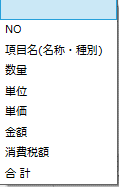 NO
項目名(名称・種別)
数量
単位
単価
金額
消費税額
合 計